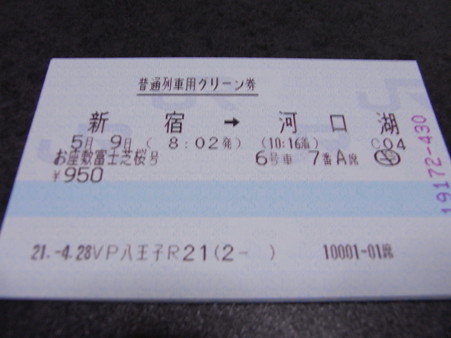 普通列車用グリーン券
新宿 → 河口湖
5月 9日( 8:02発) (10:16着) C04
お座敷富士芝桜号 6号車 7番A席
¥950
21.-4.28VP八王子R21(2- ) 10001-01席
19172-430